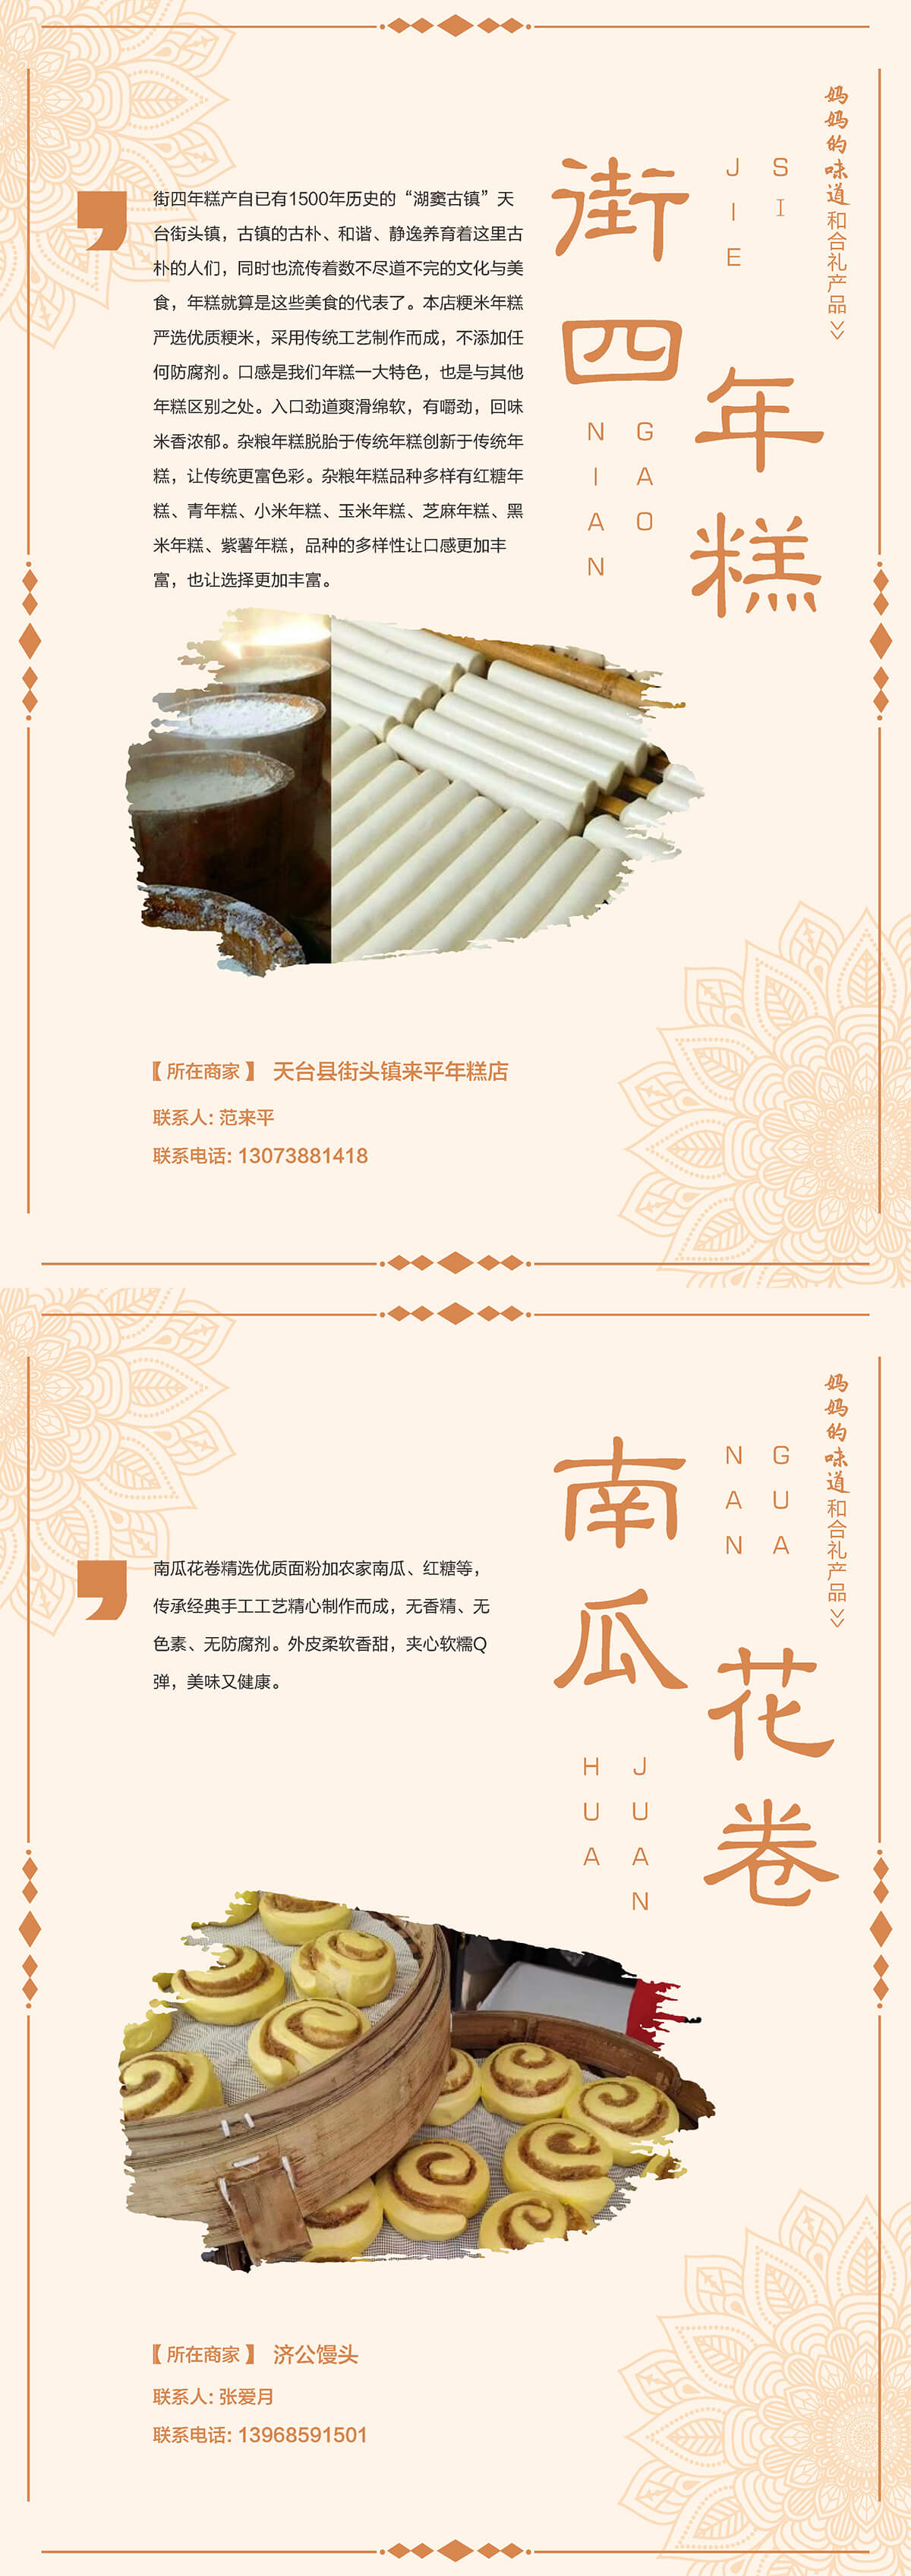 妈妈的味道和合礼产品
街四
JIE
SI
年糕
NIAN
GAO
街四年糕产自已有1500年历史的“湖窦古镇”天
台街头镇，古镇的古朴、和谐、静逸养育着这里古
朴的人们，同时也流传着数不尽道不完的文化与美
食，年糕就算是这些美食的代表了。本店粳米年糕
严选优质粳米，采用传统工艺制作而成，不添加任
何防腐剂。口感是我们年糕一大特色，也是与其他
年糕区别之处。入口劲道爽滑绵软，有嚼劲，回味
米香浓郁。杂粮年糕脱胎于传统年糕创新于传统年
糕，让传统更富色彩。杂粮年糕品种多样有红糖年
糕、青年糕、小米年糕、玉米年糕、芝麻年糕、黑
米年糕、紫薯年糕，品种的多样性让口感更加丰
富，也让选择更加丰富。
【所在商家】 天台县街头镇来平年糕店
联系人: 范来平
联系电话: 13073881418
妈妈的味道和合礼产品
南瓜
NAN
GUA
花卷
HUA
JUAN
南瓜花卷精选优质面粉加农家南瓜、红糖等，
传承经典手工工艺精心制作而成，无香精、无
色素、无防腐剂。外皮柔软香甜，夹心软糯Q
弹，美味又健康。
【所在商家】 济公馒头
联系人: 张爱月
联系电话: 13968591501